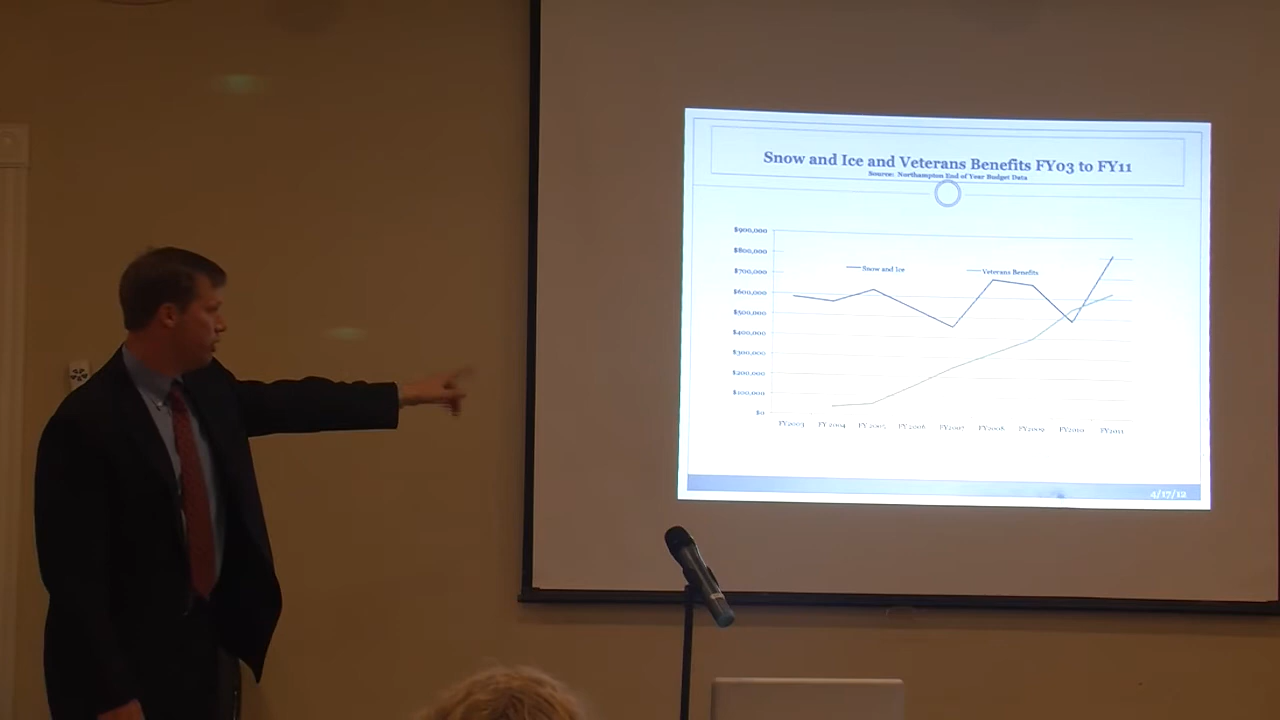 Snow and Ice and Veterans Benefits FY03 to FY11
Source: Northampton End of Year Budget Data
$900,000
$800,000
$700,000
$600,000
$500,000
$400,000
$300,000
$200,000
$100,000
$0
Snow and Ice
Veterans Benefits
FY2003 FY2004 FY2005 FY2006 FY2007 FY2008 FY2009 FY2010 FY2011
4/17/12